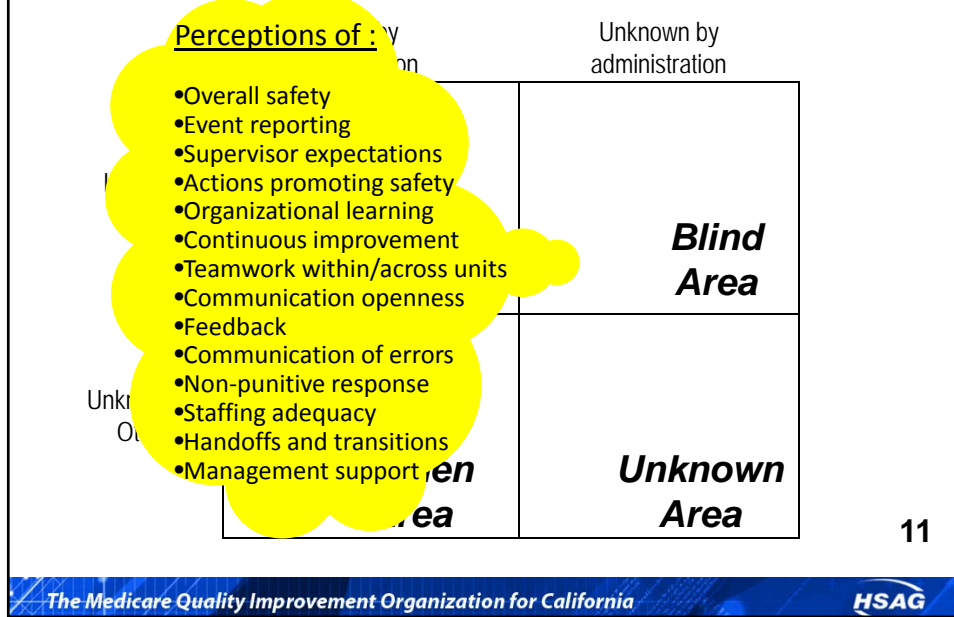 Perceptions of :
Unknown by
administration
•Overall safety
•Event reporting
•Supervisor expectations
•Actions promoting safety
•Organizational learning
•Continuous improvement
•Teamwork within/across units
•Communication openness
•Feedback
•Communication of errors
•Non-punitive response
•Staffing adequacy
•Handoffs and transitions
•Management support
Blind
Area
Unknown
Area
11
The Medicare Quality Improvement Organization for California
HSAG